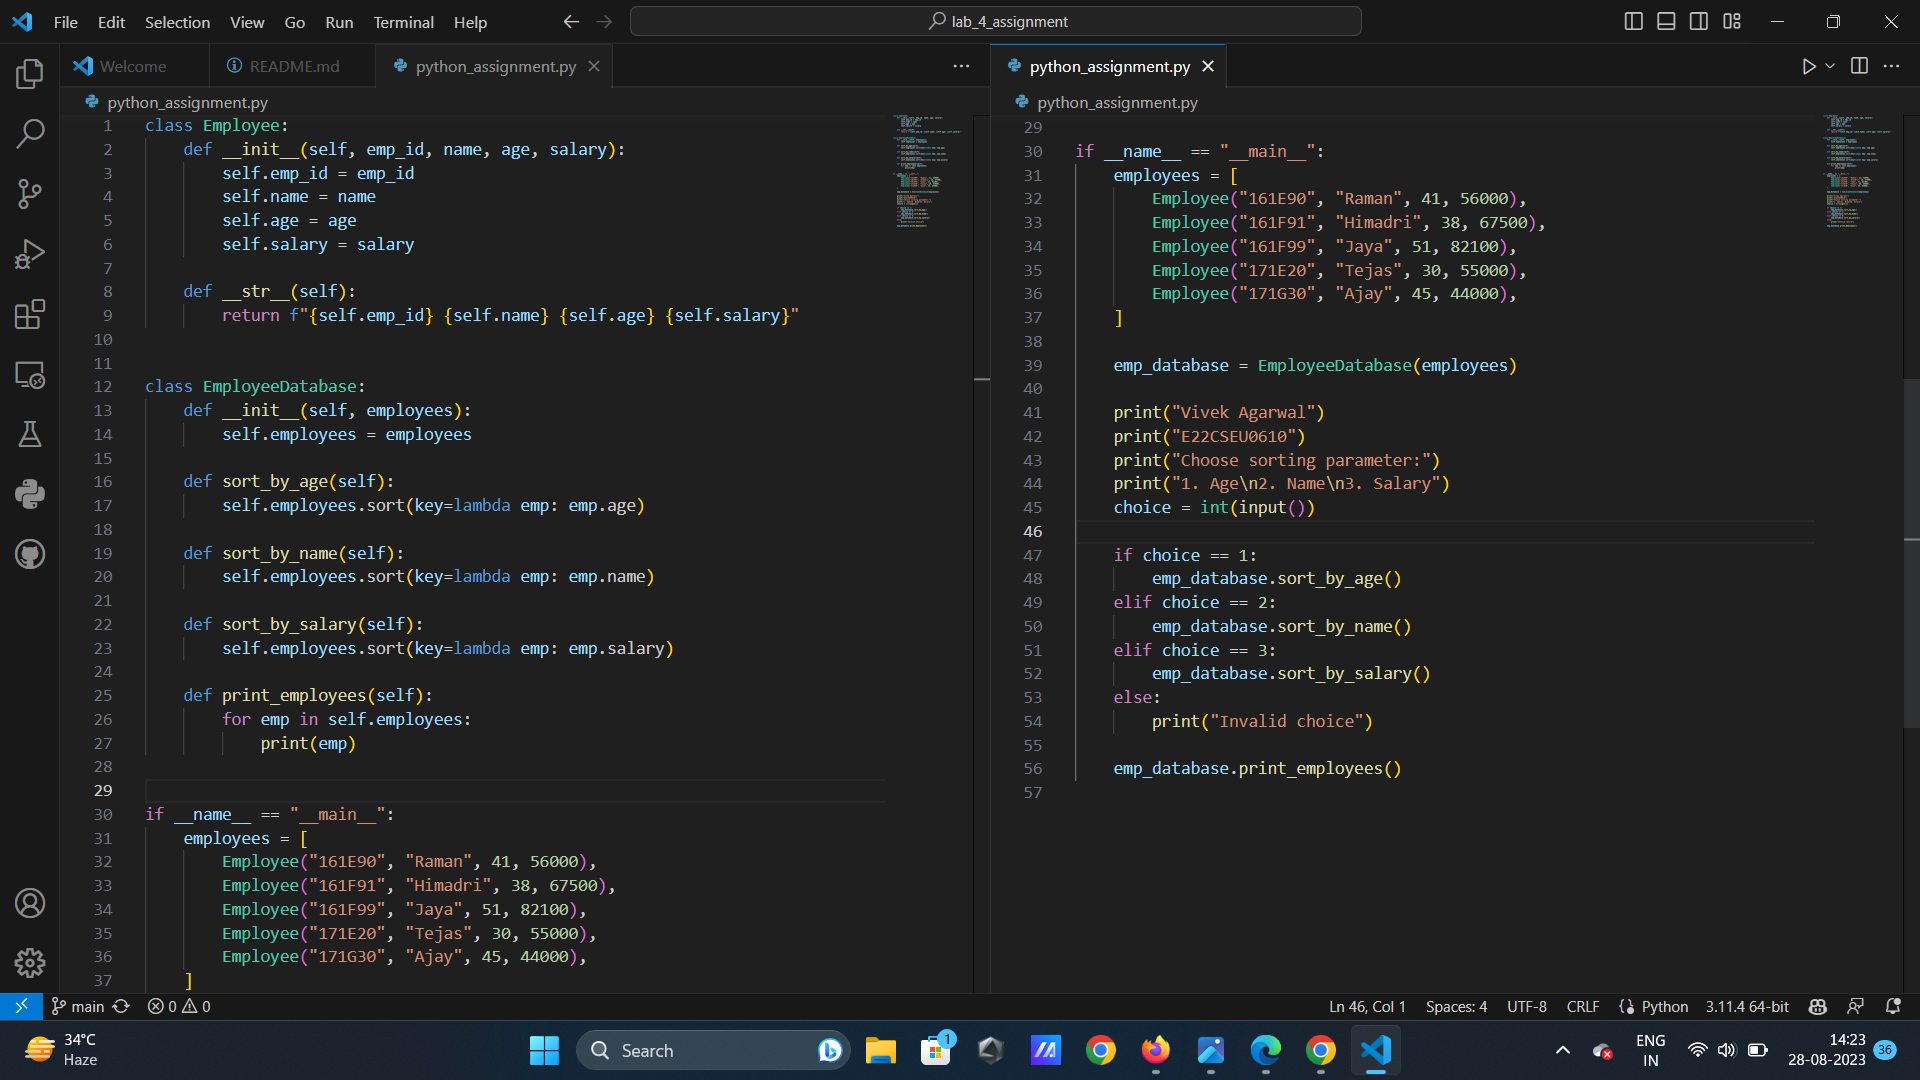 File Edit Selection View Go Run Terminal Help
lab_4_assignment
Welcome
README.md
python_assignment.py
python_assignment.py
1 class Employee:
2     def __init__(self, emp_id, name, age, salary):
3         self.emp_id = emp_id
4         self.name = name
5         self.age = age
6         self.salary = salary
7
8     def __str__(self):
9         return f"{self.emp_id} {self.name} {self.age} {self.salary}"
10
11
12 class EmployeeDatabase:
13     def __init__(self, employees):
14         self.employees = employees
15
16     def sort_by_age(self):
17         self.employees.sort(key=lambda emp: emp.age)
18
19     def sort_by_name(self):
20         self.employees.sort(key=lambda emp: emp.name)
21
22     def sort_by_salary(self):
23         self.employees.sort(key=lambda emp: emp.salary)
24
25     def print_employees(self):
26         for emp in self.employees:
27             print(emp)
28
29
30 if __name__ == "__main__":
31     employees = [
32         Employee("161E90", "Raman", 41, 56000),
33         Employee("161F91", "Himadri", 38, 67500),
34         Employee("161F99", "Jaya", 51, 82100),
35         Employee("171E20", "Tejas", 30, 55000),
36         Employee("171G30", "Ajay", 45, 44000),
37     ]
python_assignment.py
python_assignment.py
29
30 if __name__ == "__main__":
31     employees = [
32         Employee("161E90", "Raman", 41, 56000),
33         Employee("161F91", "Himadri", 38, 67500),
34         Employee("161F99", "Jaya", 51, 82100),
35         Employee("171E20", "Tejas", 30, 55000),
36         Employee("171G30", "Ajay", 45, 44000),
37     ]
38
39     emp_database = EmployeeDatabase(employees)
40
41     print("Vivek Agarwal")
42     print("E22CSEU0610")
43     print("Choose sorting parameter:")
44     print("1. Age\n2. Name\n3. Salary")
45     choice = int(input())
46
47     if choice == 1:
48         emp_database.sort_by_age()
49     elif choice == 2:
50         emp_database.sort_by_name()
51     elif choice == 3:
52         emp_database.sort_by_salary()
53     else:
54         print("Invalid choice")
55
56     emp_database.print_employees()
57
main 0 0
Ln 46, Col 1 Spaces: 4 UTF-8 CRLF Python 3.11.4 64-bit
34°C
Haze
Search
1
ENG
IN
14:23
28-08-2023
36